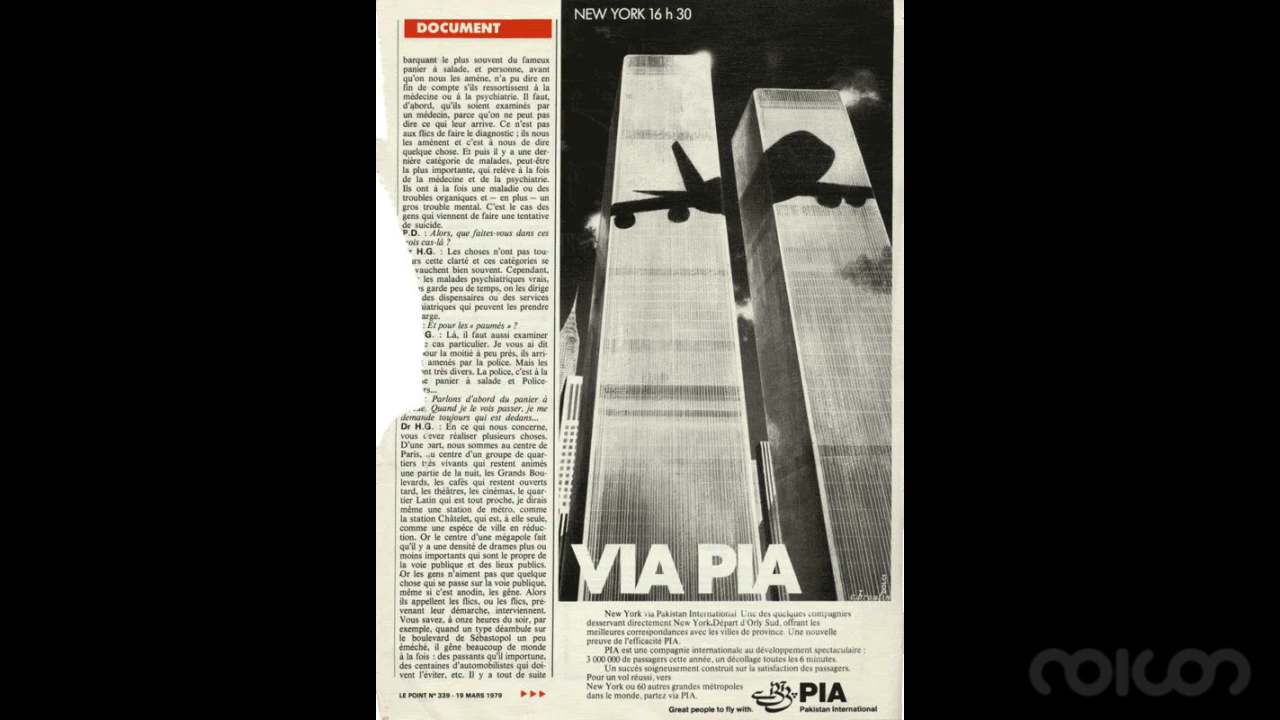 DOCUMENT
barquant le plus souvent du fameux
panier à salade, et personne, avant
qu'on nous les amène, n'a pu dire en
fin de compte s'ils ressortissent à la
médecine ou à la psychiatrie. Il faut,
d'abord, qu'ils soient examinés par
un médecin, parce qu'on ne peut pas
dire ce qui leur arrive. Ce n'est pas
aux flics de faire le diagnostic ; ils nous
les amènent et c'est à nous de dire
quelque chose. Et puis il y a une der-
nière catégorie de malades, peut-être
la plus importante, qui relève à la fois
de la médecine et de la psychiatrie.
Ils ont à la fois une maladie ou des
troubles organiques et — en plus — un
gros trouble mental. C'est le cas des
gens qui viennent de faire une tentative
de suicide.
P.D. : Alors, que faites-vous dans ces
rois cas-là ?
H.G. : Les choses n'ont pas tou-
rs cette clarté et ces catégories se
vauchent bien souvent. Cependant,
les malades psychiatriques vrais,
s garde peu de temps, on les dirige
des dispensaires ou des services
hiatriques qui peuvent les prendre
arge.
: Et pour les « paumés » ?
G. : Là, il faut aussi examiner
cas particulier. Je vous ai dit
our la moitié à peu près, ils arri-
amenés par la police. Mais les
nt très divers. La police, c'est à la
e panier à salade et Police-
rs...
: Parlons d'abord du panier à
e. Quand je le vois passer, je me
demande toujours qui est dedans...
Dr H.G. : En ce qui nous concerne,
vous devez réaliser plusieurs choses.
D'une part, nous sommes au centre de
Paris, au centre d'un groupe de quar-
tiers très vivants qui restent animés
une partie de la nuit, les Grands Bou-
levards, les cafés qui restent ouverts
tard, les théâtres, les cinémas, le quar-
tier Latin qui est tout proche, je dirais
même une station de métro, comme
la station Châtelet, qui est, à elle seule,
comme une espèce de ville en réduc-
tion. Or le centre d'une mégapole fait
qu'il y a une densité de drames plus ou
moins importants qui sont le propre de
la voie publique et des lieux publics.
Or les gens n'aiment pas que quelque
chose qui se passe sur la voie publique,
même si c'est anodin, les gêne. Alors
ils appellent les flics, ou les flics, pré-
venant leur démarche, interviennent.
Vous savez, à onze heures du soir, par
exemple, quand un type déambule sur
le boulevard de Sébastopol un peu
éméché, il gêne beaucoup de monde
à la fois : des passants qu'il importune,
des centaines d'automobilistes qui doi-
vent l'éviter, etc. Il y a tout de suite
LE POINT N° 339 - 19 MARS 1979
NEW YORK 16 h 30
VIA PIA
New York via Pakistan International. Une des quelques compagnies
desservant directement New York. Départ d'Orly Sud, offrant les
meilleures correspondances avec les villes de province. Une nouvelle
preuve de l'efficacité PIA.
PIA est une compagnie internationale au développement spectaculaire :
3 000 000 de passagers cette année, un décollage toutes les 6 minutes.
Un succès soigneusement construit sur la satisfaction des passagers.
Pour un vol réussi, vers
New York ou 60 autres grandes métropoles
dans le monde, partez via PIA.
Great people to fly with.
PIA
Pakistan International
micos